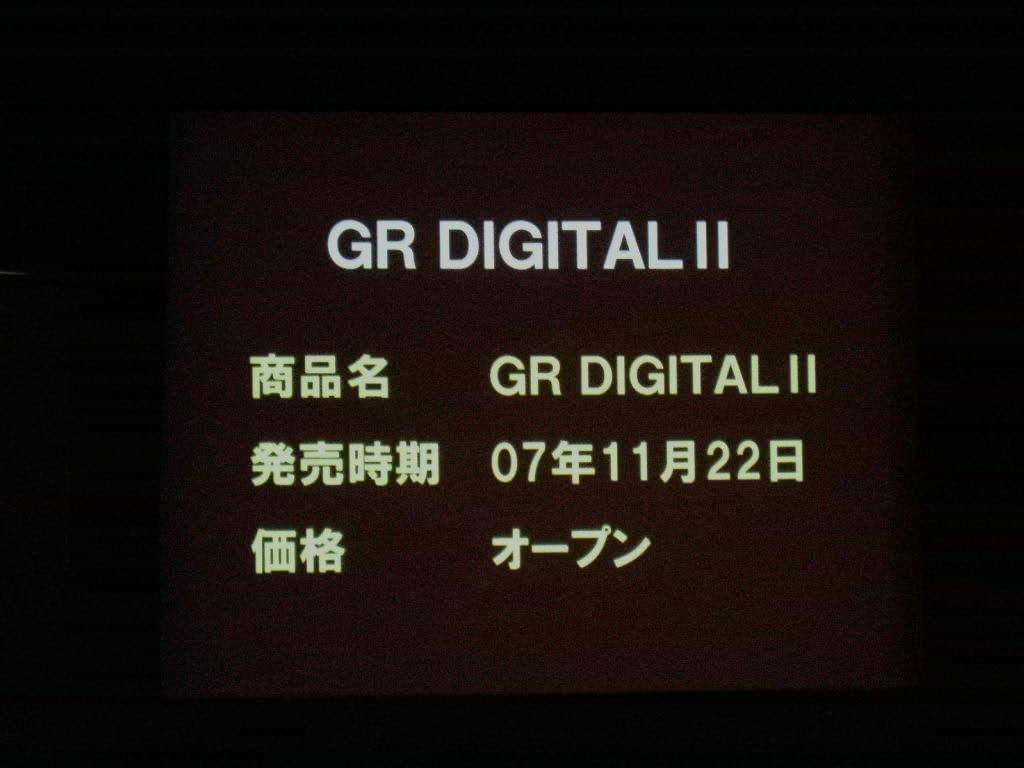 GR DIGITAL II
商品名 GR DIGITAL II
発売時期 07年11月22日
価格 オープン